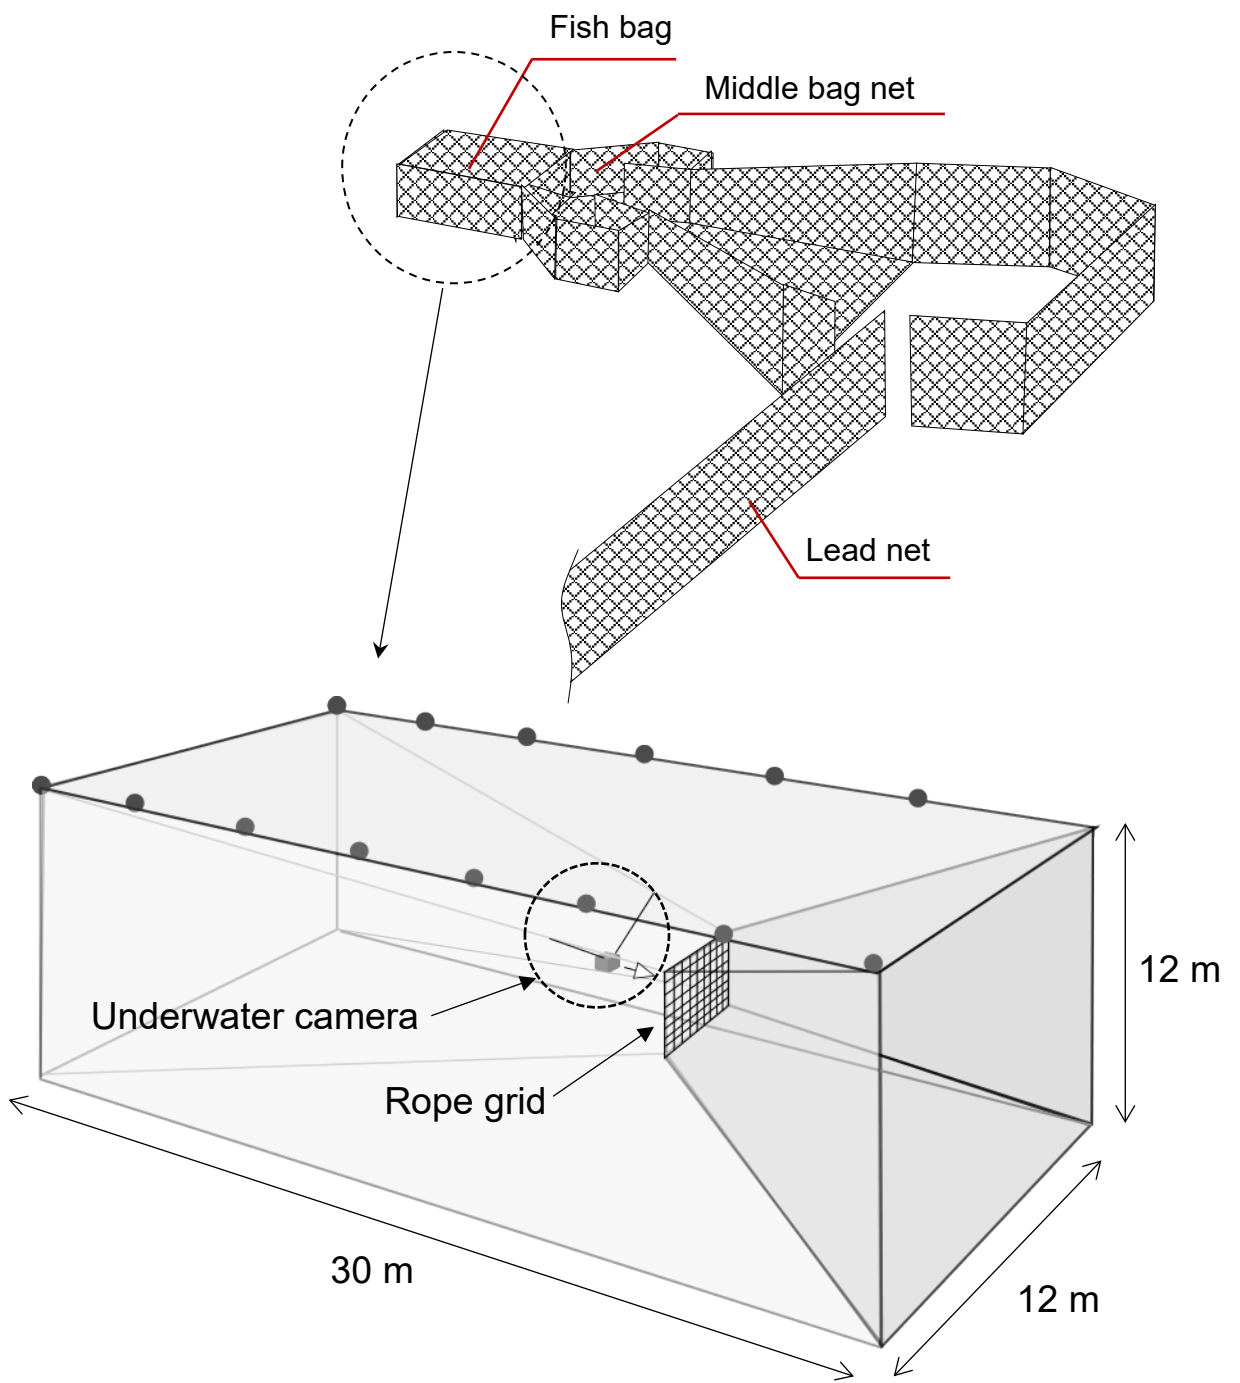 Fish bag
Middle bag net
Lead net
Underwater camera
Rope grid
12 m
30 m
12 m